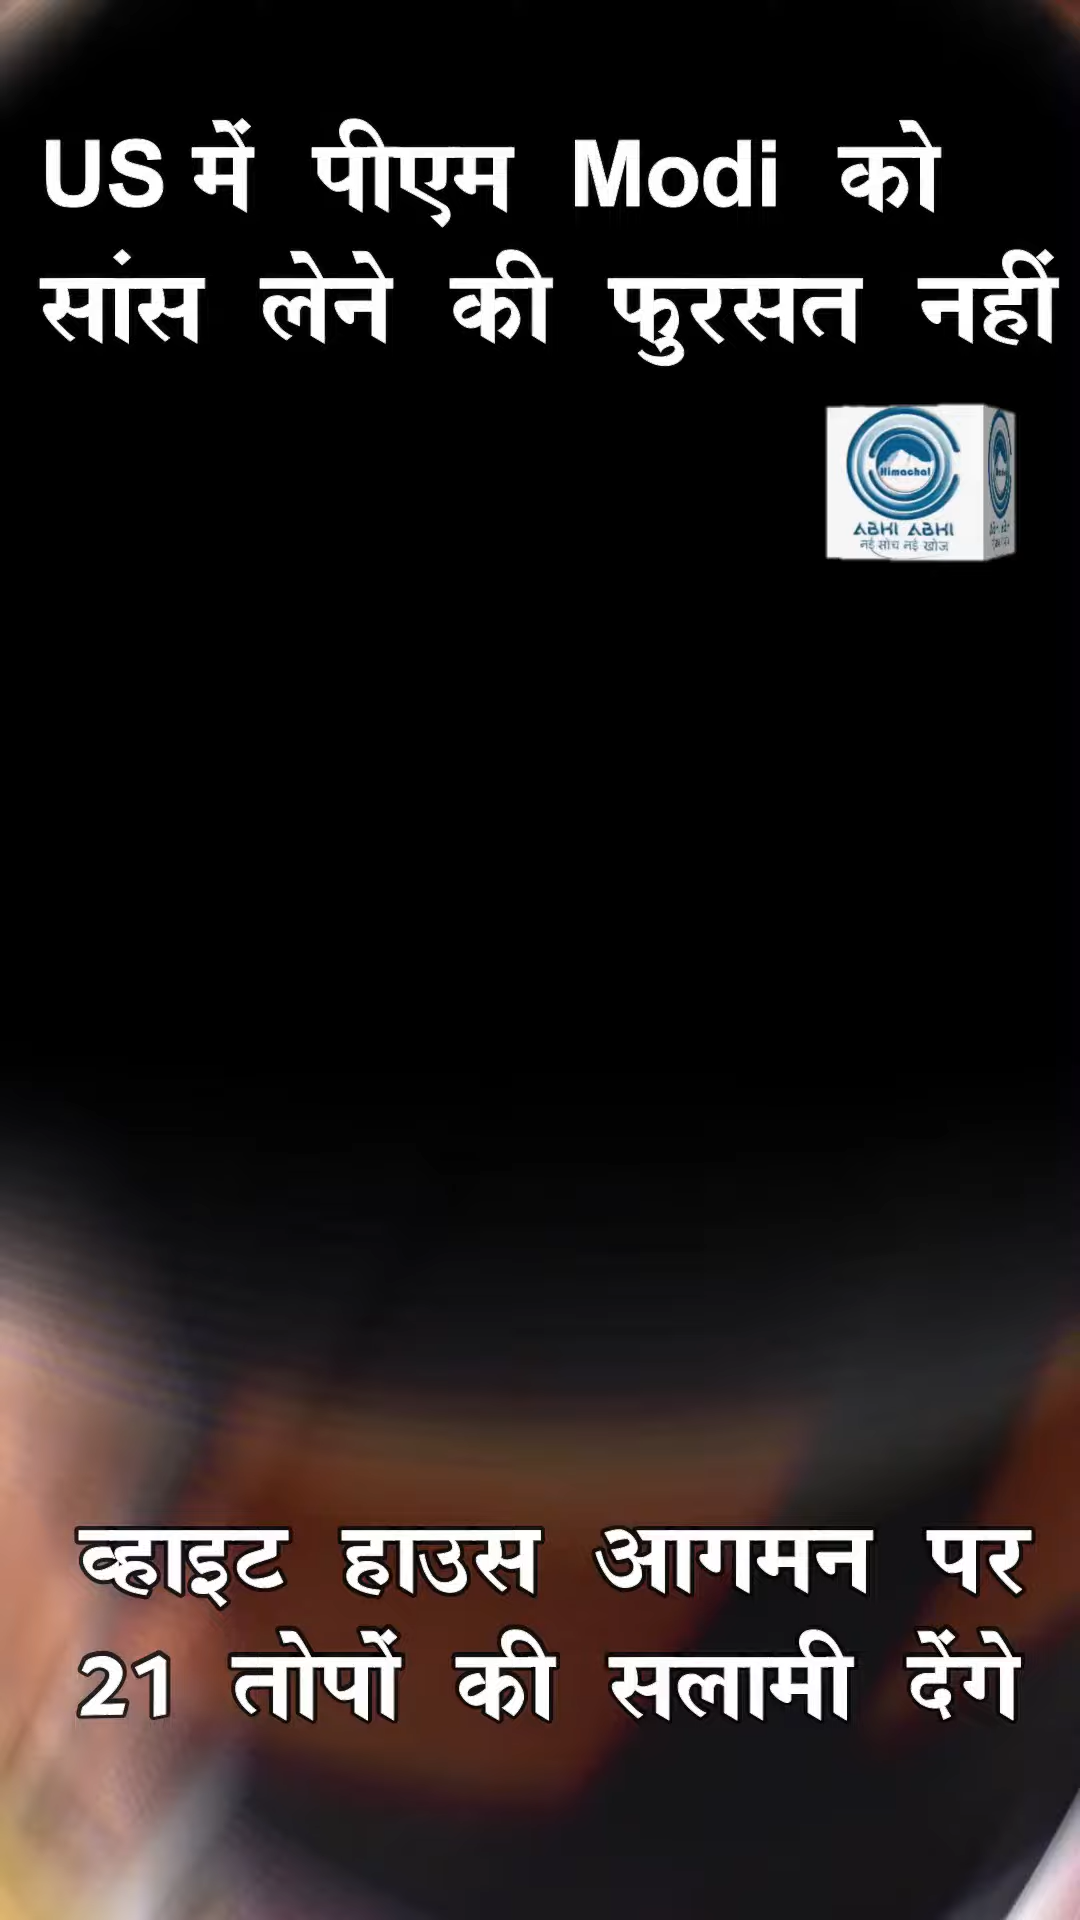 US में पीएम Modi को
सांस लेने की फुरसत नहीं
Himachal
ABHI ABHI
नई सोच नई खोज
व्हाइट हाउस आगमन पर
21 तोपों की सलामी देंगे